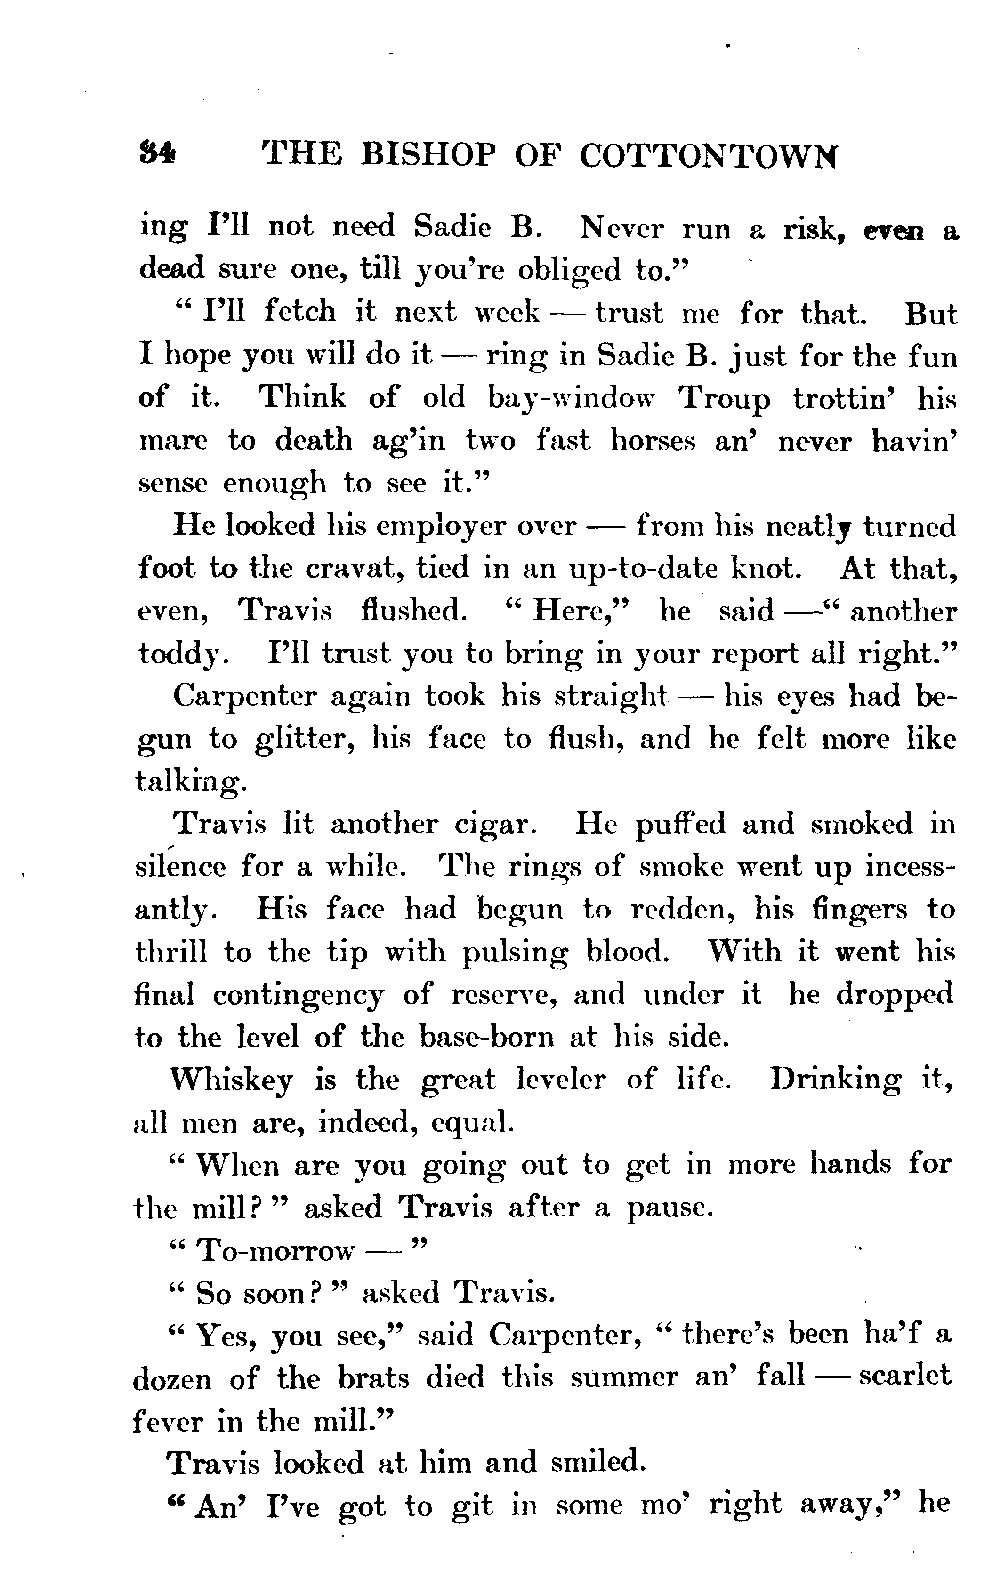 34 THE BISHOP OF COTTONTOWN
ing I'll not need Sadie B. Never run a risk, even a
dead sure one, till you're obliged to."
" I'll fetch it next week — trust me for that. But
I hope you will do it — ring in Sadie B. just for the fun
of it. Think of old bay-window Troup trottin' his
mare to death ag'in two fast horses an' never havin'
sense enough to see it."
He looked his employer over — from his neatly turned
foot to the cravat, tied in an up-to-date knot. At that,
even, Travis flushed. " Here," he said —" another
toddy. I'll trust you to bring in your report all right."
Carpenter again took his straight — his eyes had be-
gun to glitter, his face to flush, and he felt more like
talking.
Travis lit another cigar. He puffed and smoked in
silence for a while. The rings of smoke went up incess-
antly. His face had begun to redden, his fingers to
thrill to the tip with pulsing blood. With it went his
final contingency of reserve, and under it he dropped
to the level of the base-born at his side.
Whiskey is the great leveler of life. Drinking it,
all men are, indeed, equal.
" When are you going out to get in more hands for
the mill? " asked Travis after a pause.
" To-morrow — "
" So soon? " asked Travis.
" Yes, you see," said Carpenter, " there's been ha'f a
dozen of the brats died this summer an' fall — scarlet
fever in the mill."
Travis looked at him and smiled.
" An' I've got to git in some mo' right away," he